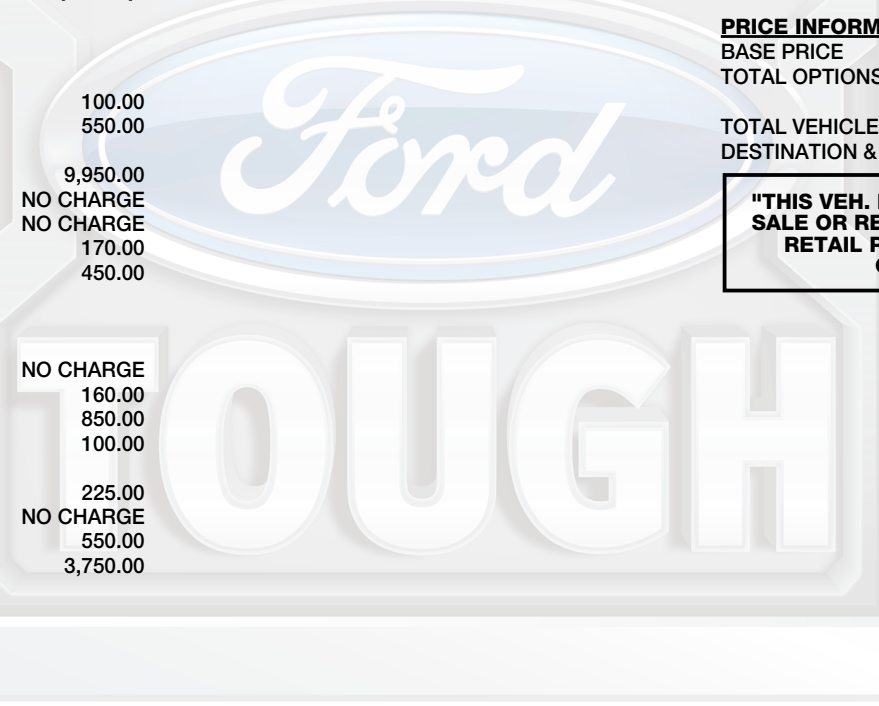 100.00
550.00
9,950.00
NO CHARGE
NO CHARGE
170.00
450.00
NO CHARGE
160.00
850.00
100.00
225.00
NO CHARGE
550.00
3,750.00
PRICE INFORM
BASE PRICE
TOTAL OPTIONS
TOTAL VEHICLE
DESTINATION &
"THIS VEH.
SALE OR RE
RETAIL P
Ford
TOUGH